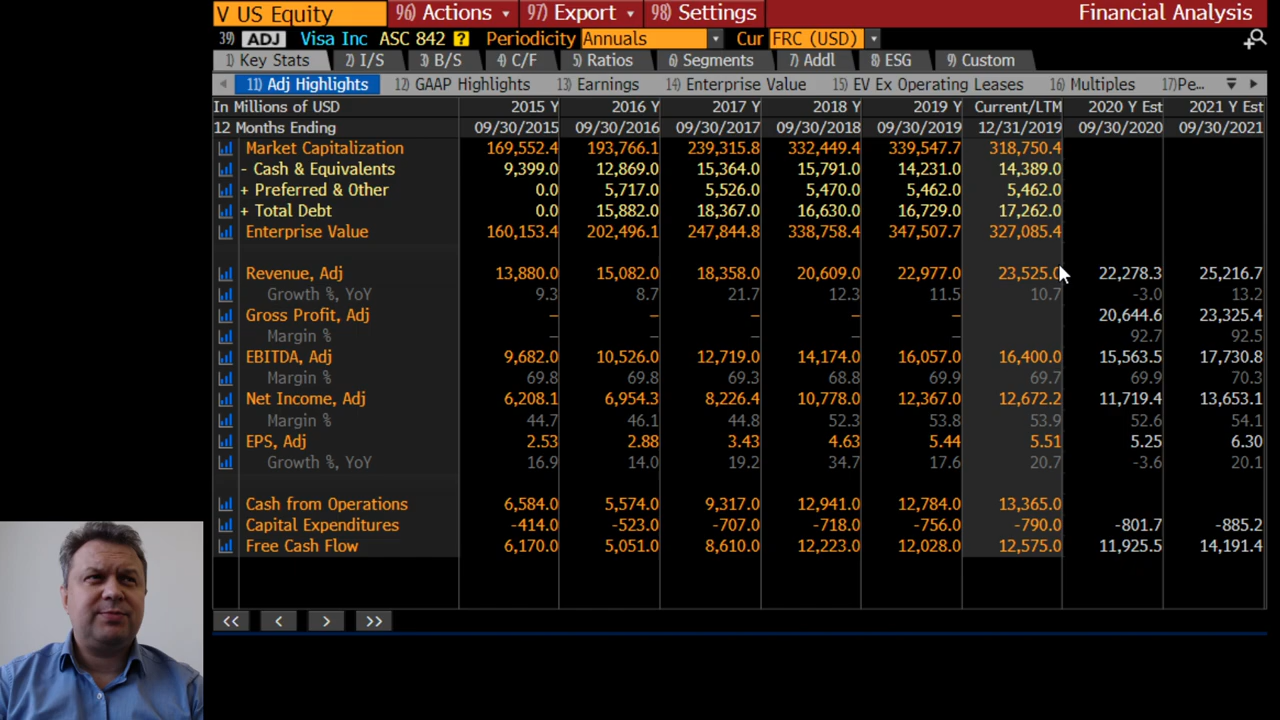 V US Equity 96) Actions 97) Export 98) Settings Financial Analysis
39) ADJ Visa Inc ASC 842 ? Periodicity Annuals Cur FRC (USD)
1) Key Stats 2) I/S 3) B/S 4) C/F 5) Ratios 6) Segments 7) Addl 8) ESG 9) Custom
11) Adj Highlights 12) GAAP Highlights 13) Earnings 14) Enterprise Value 15) EV Ex Operating Leases 16) Multiples 17) Pe...
In Millions of USD 2015 Y 2016 Y 2017 Y 2018 Y 2019 Y Current/LTM 2020 Y Est 2021 Y Est
12 Months Ending 09/30/2015 09/30/2016 09/30/2017 09/30/2018 09/30/2019 12/31/2019 09/30/2020 09/30/2021
Market Capitalization 169,552.4 193,766.1 239,315.8 332,449.4 339,547.7 318,750.4
- Cash & Equivalents 9,399.0 12,869.0 15,364.0 15,791.0 14,231.0 14,389.0
+ Preferred & Other 0.0 5,717.0 5,526.0 5,470.0 5,462.0 5,462.0
+ Total Debt 0.0 15,882.0 18,367.0 16,630.0 16,729.0 17,262.0
Enterprise Value 160,153.4 202,496.1 247,844.8 338,758.4 347,507.7 327,085.4
Revenue, Adj 13,880.0 15,082.0 18,358.0 20,609.0 22,977.0 23,525.0 22,278.3 25,216.7
Growth %, YoY 9.3 8.7 21.7 12.3 11.5 10.7 -3.0 13.2
Gross Profit, Adj – – – – – 20,644.6 23,325.4
Margin % – – – – – 92.7 92.5
EBITDA, Adj 9,682.0 10,526.0 12,719.0 14,174.0 16,057.0 16,400.0 15,563.5 17,730.8
Margin % 69.8 69.8 69.3 68.8 69.9 69.7 69.9 70.3
Net Income, Adj 6,208.1 6,954.3 8,226.4 10,778.0 12,367.0 12,672.2 11,719.4 13,653.1
Margin % 44.7 46.1 44.8 52.3 53.8 53.9 52.6 54.1
EPS, Adj 2.53 2.88 3.43 4.63 5.44 5.51 5.25 6.30
Growth %, YoY 16.9 14.0 19.2 34.7 17.6 20.7 -3.6 20.1
Cash from Operations 6,584.0 5,574.0 9,317.0 12,941.0 12,784.0 13,365.0
Capital Expenditures -414.0 -523.0 -707.0 -718.0 -756.0 -790.0 -801.7 -885.2
Free Cash Flow 6,170.0 5,051.0 8,610.0 12,223.0 12,028.0 12,575.0 11,925.5 14,191.4
<< < > >>